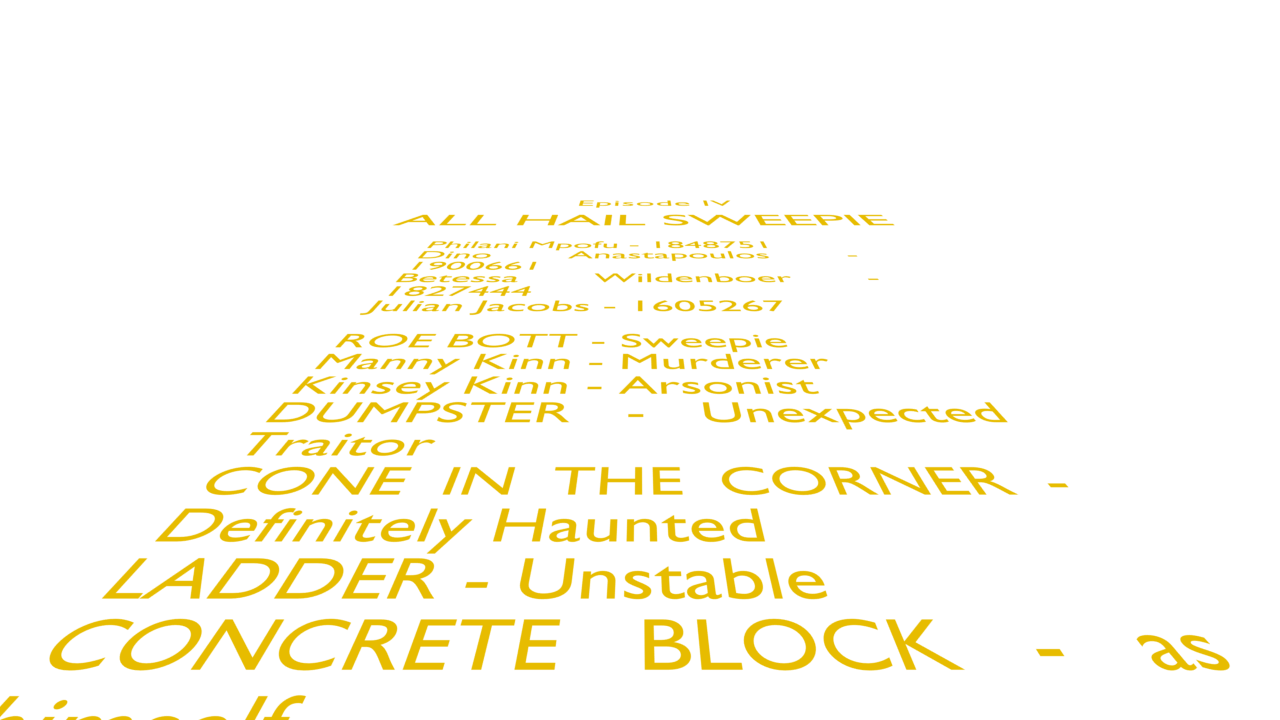 Episode IV
ALL HAIL SWEEPIE
Philani Mpofu - 1848751
Dino Anastapoulos -
1900661
Betessa Wildenboer -
1827444
Julian Jacobs - 1605267
ROE BOTT - Sweepie
Manny Kinn - Murderer
Kinsey Kinn - Arsonist
DUMPSTER - Unexpected
Traitor
CONE IN THE CORNER -
Definitely Haunted
LADDER - Unstable
CONCRETE BLOCK - as
himself